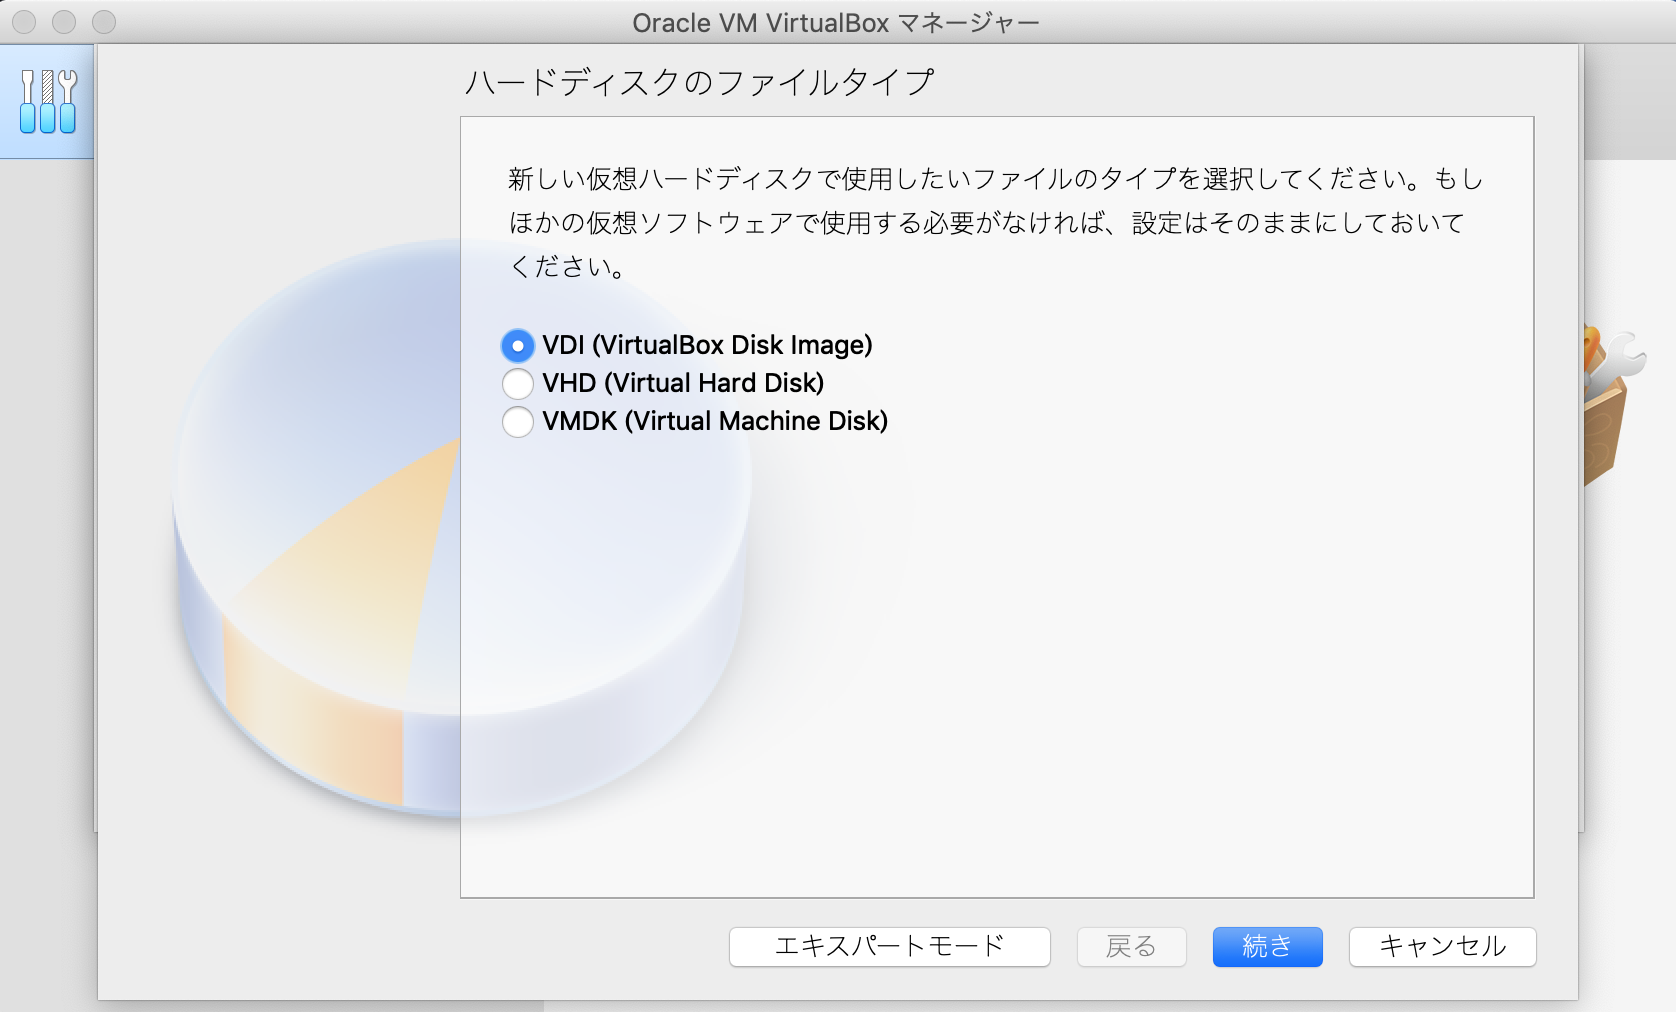 Oracle VM VirtualBox マネージャー
ハードディスクのファイルタイプ
新しい仮想ハードディスクで使用したいファイルのタイプを選択してください。もし
ほかの仮想ソフトウェアで使用する必要がなければ、設定はそのままにしておいて
ください。
VDI (VirtualBox Disk Image)
VHD (Virtual Hard Disk)
VMDK (Virtual Machine Disk)
エキスパートモード
戻る
続き
キャンセル